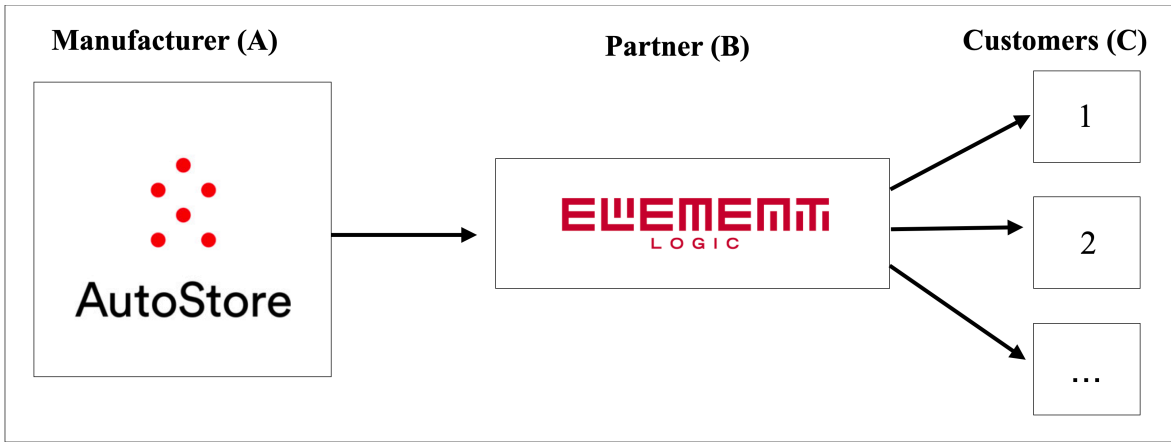 Manufacturer (A)
Partner (B)
Customers (C)
AutoStore
ELEMENT
LOGIC
1
2
...